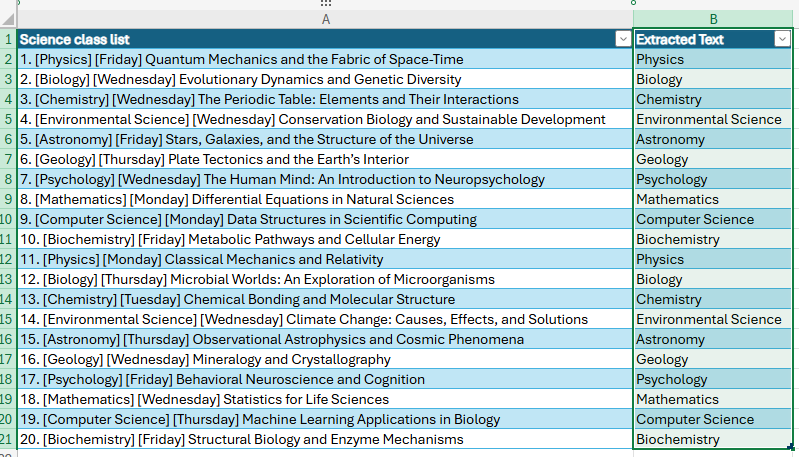 A B
1 Science class list Extracted Text
2 1. [Physics] [Friday] Quantum Mechanics and the Fabric of Space-Time Physics
3 2. [Biology] [Wednesday] Evolutionary Dynamics and Genetic Diversity Biology
4 3. [Chemistry] [Wednesday] The Periodic Table: Elements and Their Interactions Chemistry
5 4. [Environmental Science] [Wednesday] Conservation Biology and Sustainable Development Environmental Science
6 5. [Astronomy] [Friday] Stars, Galaxies, and the Structure of the Universe Astronomy
7 6. [Geology] [Thursday] Plate Tectonics and the Earth’s Interior Geology
8 7. [Psychology] [Wednesday] The Human Mind: An Introduction to Neuropsychology Psychology
9 8. [Mathematics] [Monday] Differential Equations in Natural Sciences Mathematics
10 9. [Computer Science] [Monday] Data Structures in Scientific Computing Computer Science
11 10. [Biochemistry] [Friday] Metabolic Pathways and Cellular Energy Biochemistry
12 11. [Physics] [Monday] Classical Mechanics and Relativity Physics
13 12. [Biology] [Thursday] Microbial Worlds: An Exploration of Microorganisms Biology
14 13. [Chemistry] [Tuesday] Chemical Bonding and Molecular Structure Chemistry
15 14. [Environmental Science] [Wednesday] Climate Change: Causes, Effects, and Solutions Environmental Science
16 15. [Astronomy] [Thursday] Observational Astrophysics and Cosmic Phenomena Astronomy
17 16. [Geology] [Wednesday] Mineralogy and Crystallography Geology
18 17. [Psychology] [Friday] Behavioral Neuroscience and Cognition Psychology
19 18. [Mathematics] [Wednesday] Statistics for Life Sciences Mathematics
20 19. [Computer Science] [Thursday] Machine Learning Applications in Biology Computer Science
21 20. [Biochemistry] [Friday] Structural Biology and Enzyme Mechanisms Biochemistry